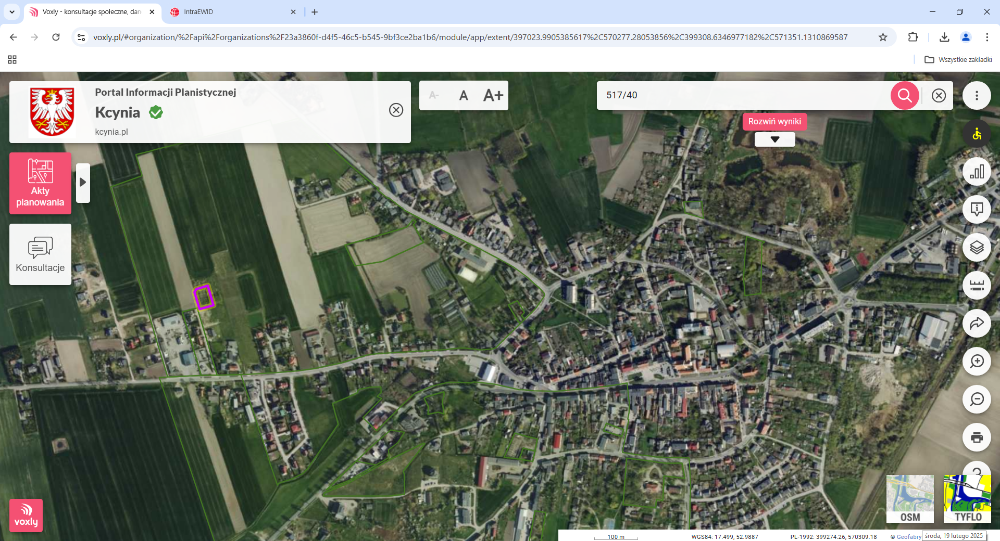 Voxly - konsultacje społeczne, dan
IntraEWID
voxly.pl/#organization/%2Fapi%2Forganizations%2F23a3860f-d4f5-46c5-b545-9bf3ce2ba1b6/module/app/extent/397023.9905385617%2C570277.28053856%2C399308.6346977182%2C571351.1310869587
Wszystkie zakładki
Portal Informacji Planistycznej
Kcynia
kcynia.pl
A- A A+
517/40
Rozwiń wyniki
Akty
planowania
Konsultacje
voxly
OSM
TYFLO
100 m
WGS84: 17.499, 52.9887
PL-1992: 399274.26, 570309.18
© Geofabry
środa, 19 lutego 2025